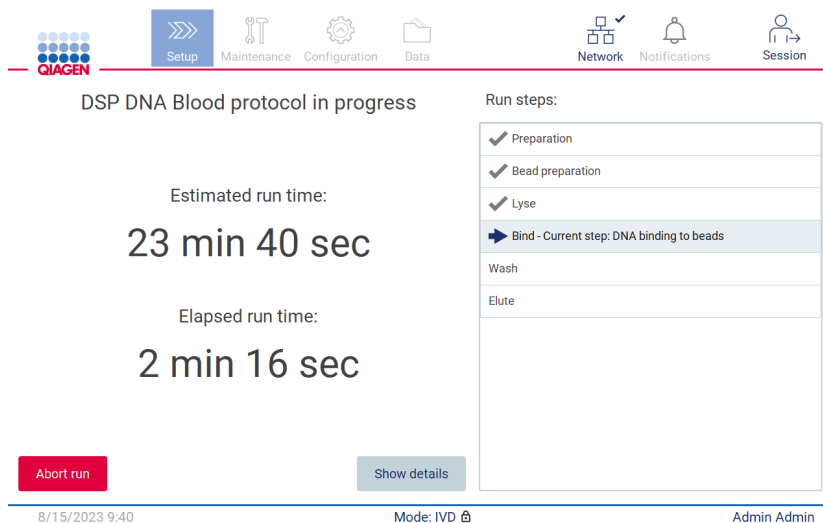 QIAGEN
Setup
Maintenance
Configuration
Data
Network
Notifications
Session
DSP DNA Blood protocol in progress
Estimated run time:
23 min 40 sec
Elapsed run time:
2 min 16 sec
Abort run
Show details
Run steps:
Preparation
Bead preparation
Lyse
Bind - Current step: DNA binding to beads
Wash
Elute
8/15/2023 9:40
Mode: IVD
Admin Admin